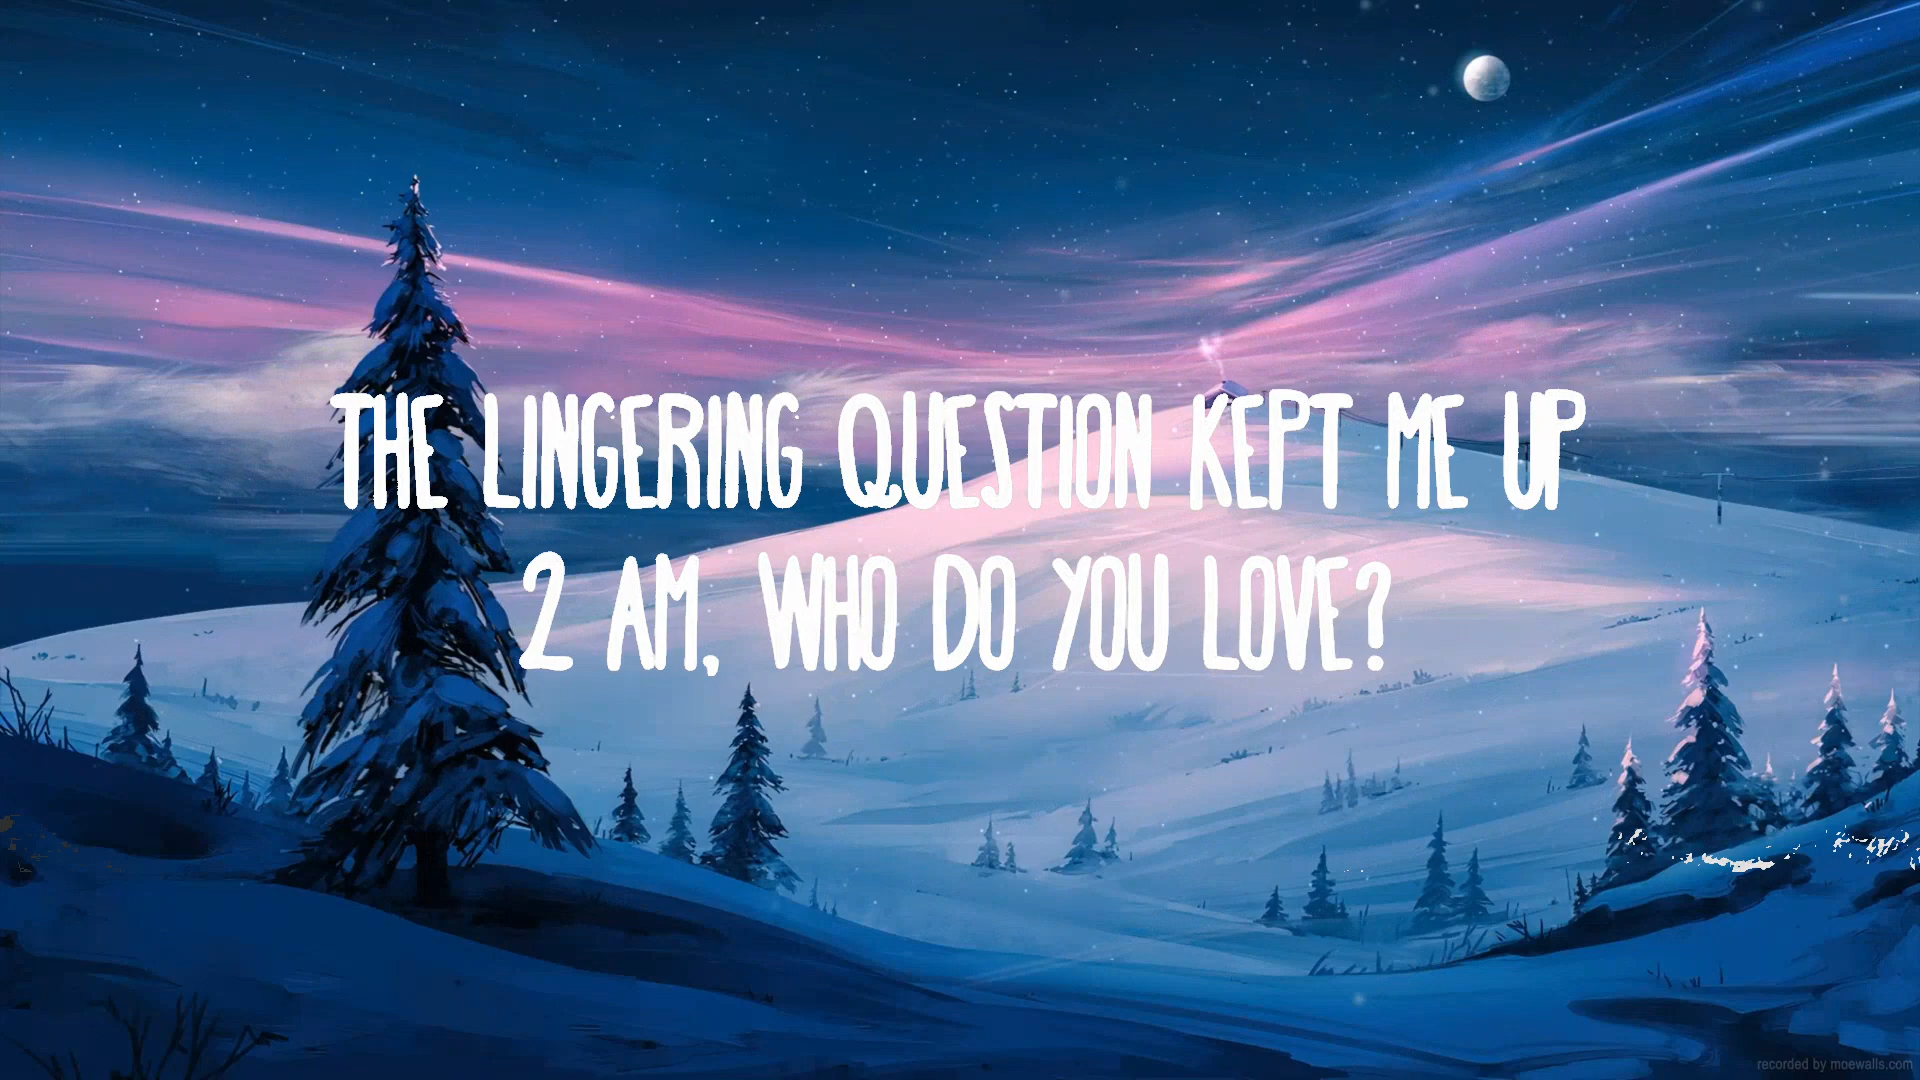 THE LINGERING QUESTION KEPT ME UP
2 AM, WHO DO YOU LOVE?
recorded by moewalls.com